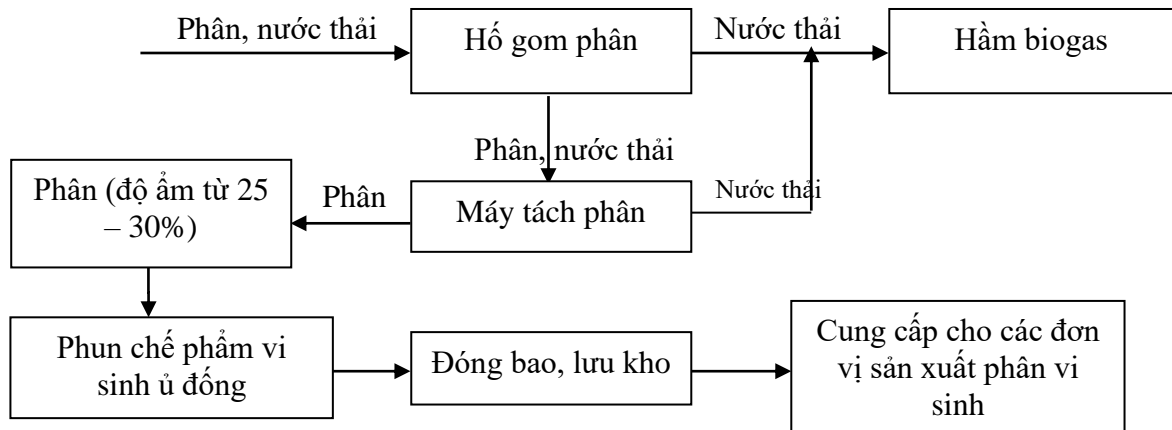 Phân, nước thải
Hố gom phân
Nước thải
Hầm biogas
Phân, nước thải
Phân (độ ẩm từ 25
– 30%)
Phân
Máy tách phân
Nước thải
Phun chế phẩm vi
sinh ủ đống
Đóng bao, lưu kho
Cung cấp cho các đơn
vị sản xuất phân vi
sinh